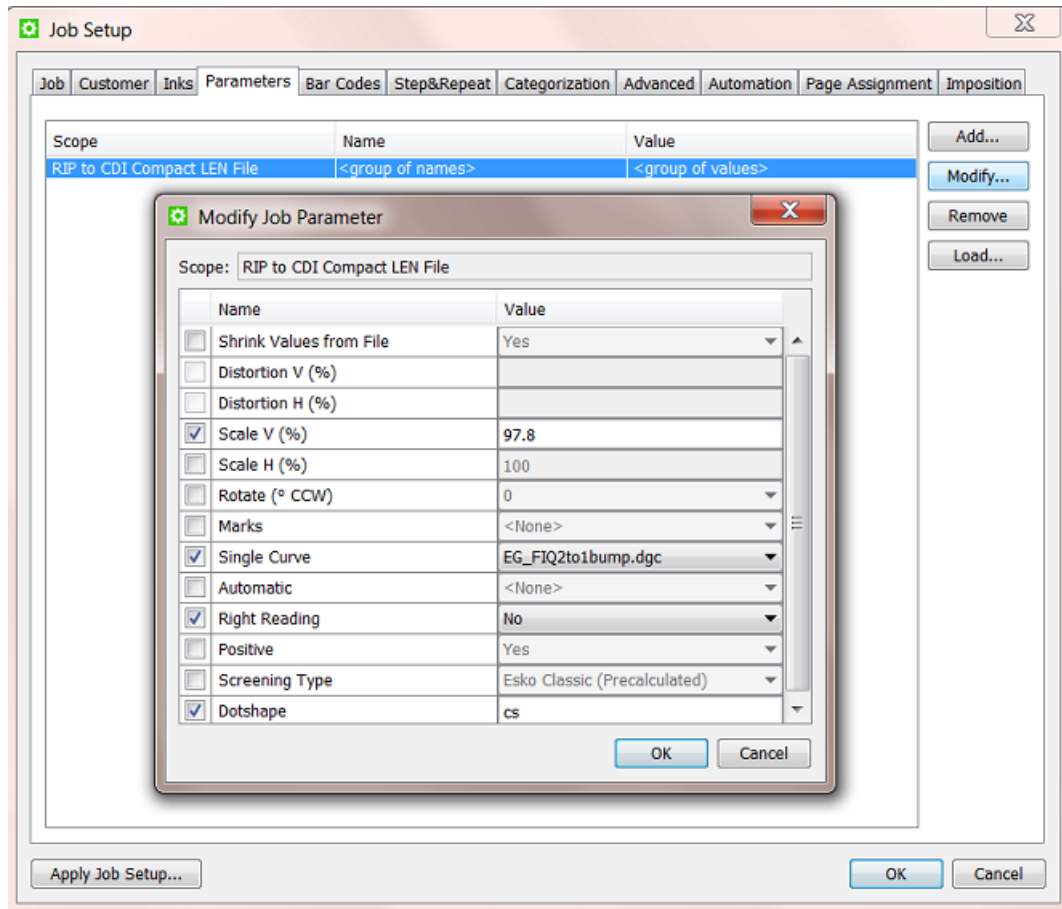 Job Setup
Job Customer Inks Parameters Bar Codes Step&Repeat Categorization Advanced Automation Page Assignment Imposition
Scope Name Value
RIP to CDI Compact LEN File <group of names> <group of values>
Add...
Modify...
Remove
Load...
Modify Job Parameter
Scope: RIP to CDI Compact LEN File
Name Value
Shrink Values from File Yes
Distortion V (%)
Distortion H (%)
Scale V (%) 97.8
Scale H (%) 100
Rotate (° CCW) 0
Marks <None>
Single Curve EG_FIQ2to1bump.dgc
Automatic <None>
Right Reading No
Positive Yes
Screening Type Esko Classic (Precalculated)
Dotshape cs
OK Cancel
Apply Job Setup... OK Cancel